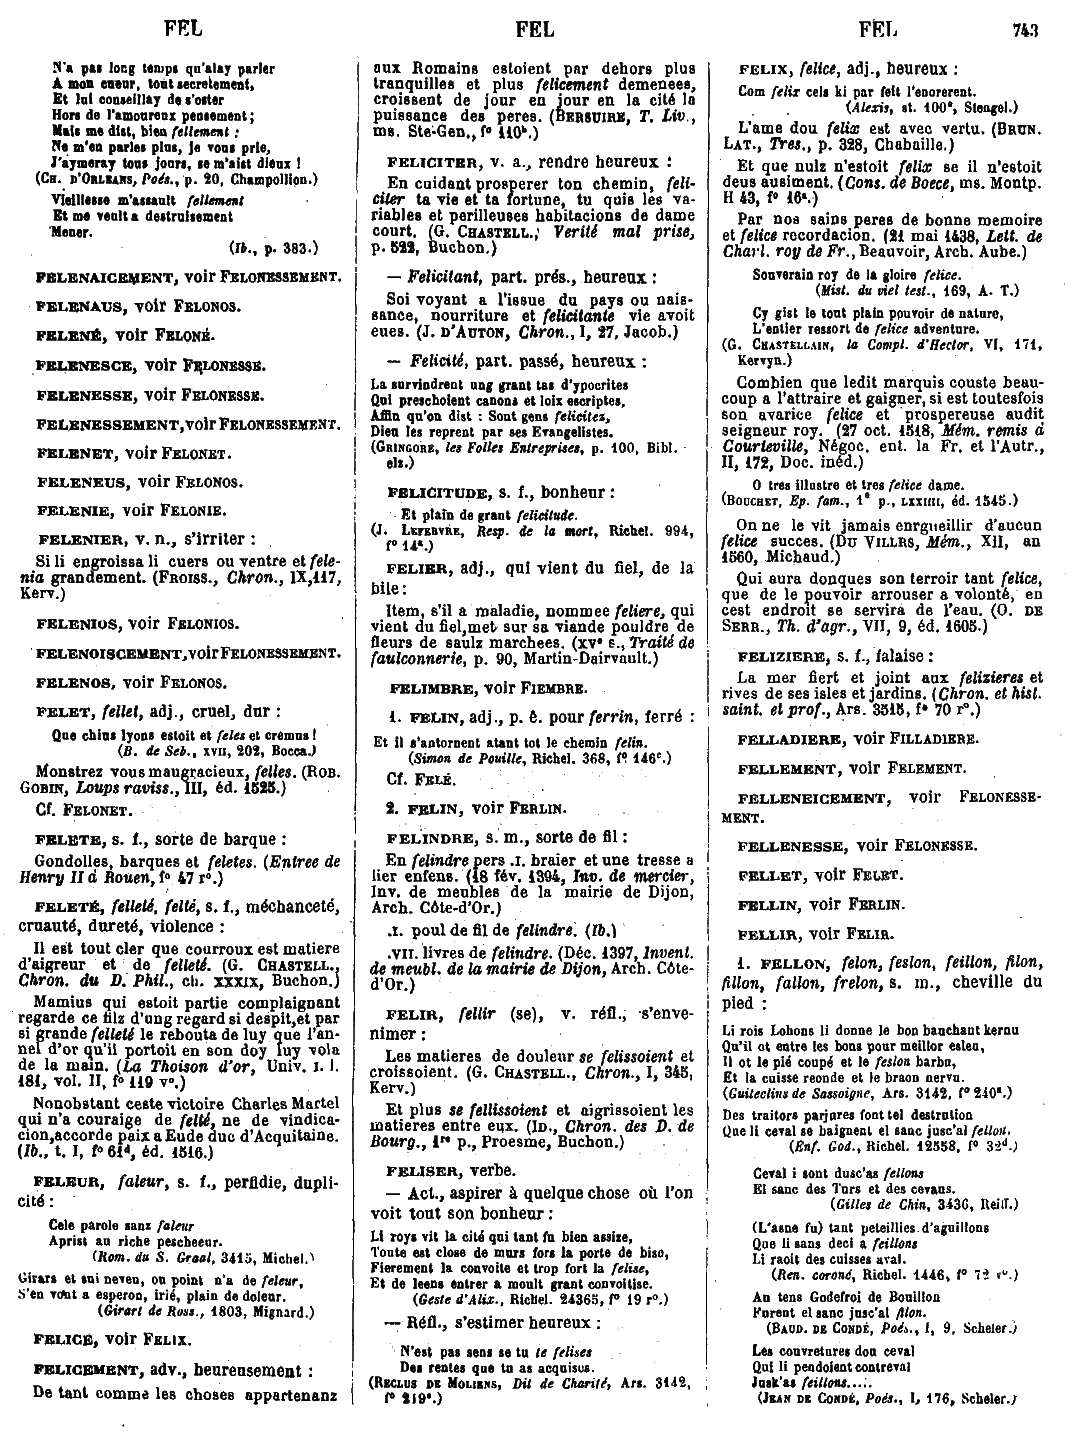 FEL
FEL
FEL
743
N'a pas long temps qu'alay parler
A mon cueur, tout secretement,
Et lui conseillay de s'oster
Hors de l'amoureux pensement;
Mais me dist, bien fellement :
Ne m'en parles plus, je vous prie,
J'aymeray tous jours, se m'aist dieux !
(CH. D'ORLEANS, Poés., p. 20, Champollion.)
Vieillesse m'assault fellement
Et me veult a destruisement
Mener.
(Ib., p. 383.)
FELENAICEMENT, voir FELONESSEMENT.
FELENAUS, voir FELONOS.
FELENÉ, voir FELONÉ.
FELENESCE, voir FELONESSE.
FELENESSE, voir FELONESSE.
FELENESSEMENT, voir FELONESSEMENT.
FELENET, voir FELONET.
FELENEUS, voir FELONOS.
FELENIE, voir FELONIE.
FELENIER, v. n., s'irriter :
Si li engroissa li cuers ou ventre et fele-
nia grandement. (FROISS., Chron., IX, 117,
Kerv.)
FELENIOS, voir FELONIOS.
FELENOISCEMENT, voir FELONESSEMENT.
FELENOS, voir FELONOS.
FELET, fellet, adj., cruel, dur :
Que chius lyons estoit et feles et cremus !
(B. de Seb., XVII, 202, Bocca.)
Monstrez vous maugracieux, felles. (ROB.
GOBIN, Loups raviss., III, éd. 1525.)
Cf. FELONET.
FELETE, s. f., sorte de barque :
Gondolles, barques et feletes. (Entree de
Henry II à Rouen, f° 47 r°.)
FELETÉ, felleté, felté, s. f., méchanceté,
cruauté, dureté, violence :
Il est tout cler que courroux est matiere
d'aigreur et de felleté. (G. CHASTELL.,
Chron. du D. Phil., ch. XXXIX, Buchon.)
Mamius qui estoit partie complaignant
regarde ce filz d'ung regard si despit, et par
si grande felleté le rebouta de luy que l'an-
nel d'or qu'il portoit en son doy luy vola
de la main. (La Thoison d'or, Univ. I. I.
181, vol. II, f° 119 v°.)
Nonobstant ceste victoire Charles Martel
qui n'a couraige de felté, ne de vindica-
cion, accorde paix a Eude duc d'Acquitaine.
(Ib., t. I, f° 61ᵈ, éd. 1516.)
FELEUR, faleur, s. f., perfidie, dupli-
cité :
Cele parole sanz faleur
Aprist au riche pescheeur.
(Rom. du S. Graal, 3415, Michel.)
Girars et sui neveu, ou point n'a de feleur,
S'en vont a esperon, irié, plain de doleur.
(Girart de Ross., 1803, Mignard.)
FELICE, voir FELIX.
FELICEMENT, adv., heureusement :
De tant comme les choses appartenanz
aux Romains estoient par dehors plus
tranquilles et plus felicement demenees,
croissent de jour en jour en la cité la
puissance des peres. (BERSUIRE, T. Liv.,
ms. Ste-Gen., f° 110ᵇ.)
FELICITER, v. a., rendre heureux :
En cuidant prosperer ton chemin, feli-
citer ta vie et ta fortune, tu quis les va-
riables et perilleuses habitacions de dame
court. (G. CHASTELL., Verité mal prise,
p. 522, Buchon.)
— Felicitant, part. prés., heureux :
Soi voyant a l'issue du pays ou nais-
sance, nourriture et felicitante vie avoit
eues. (J. D'AUTON, Chron., I, 27, Jacob.)
— Felicité, part. passé, heureux :
La survindrent ung grant tas d'ypocrites
Qui prescholent canons et loix escriptes,
Affin qu'on dist : Sont gens felicitez,
Dieu les reprent par ses Evangelistes.
(GRINGORE, les Folles Entreprises, p. 100, Bibl.
elz.)
FELICITUDE, s. f., bonheur :
Et plain de grant felicitude.
(J. LEFEBVRE, Resp. de la mort, Richel. 994,
f° 14ᵃ.)
FELIER, adj., qui vient du fiel, de la
bile :
Item, s'il a maladie, nommee feliere, qui
vient du fiel, met sur sa viande pouldre de
fleurs de saulz marchees. (XVᵉ s., Traité de
faulconnerie, p. 90, Martin-Dairvault.)
FELIMBRE, voir FIEMBRE.
1. FELIN, adj., p. ê. pour ferrin, ferré :
Et il s'antornent atant tot le chemin felin.
(Simon de Pouille, Richel. 368, f° 146ᶜ.)
Cf. FELÉ.
2. FELIN, voir FERLIN.
FELINDRE, s. m., sorte de fil :
En felindre pers .I. braier et une tresse a
lier enfens. (18 fév. 1394, Inv. de mercier,
Inv. de meubles de la mairie de Dijon,
Arch. Côte-d'Or.)
.I. poul de fil de felindre. (Ib.)
.VII. livres de felindre. (Déc. 1397, Invent.
de meubl. de la mairie de Dijon, Arch. Côte-
d'Or.)
FELIR, fellir (se), v. réfl., s'enve-
nimer :
Les matieres de douleur se felissoient et
croissoient. (G. CHASTELL., Chron., I, 345,
Kerv.)
Et plus se fellissoient et aigrissoient les
matieres entre eux. (ID., Chron. des D. de
Bourg., 1ʳᵉ p., Proesme, Buchon.)
FELISER, verbe.
— Act., aspirer à quelque chose où l'on
voit tout son bonheur :
Li roys vit la cité qui tant fu bien assize,
Toute est close de murs fors la porte de bise,
Fierement la convoite et trop fort la felise,
Et de leens entrer a moult grant convoitise.
(Geste d'Alix., Richel. 24365, f° 19 r°.)
— Réfl., s'estimer heureux :
N'est pas sens se tu te felises
Des rentes que tu as acquises.
(RECLUS DE MOLIENS, Dit de Charité, Ars. 3142,
f° 219ᵃ.)
FELIX, felice, adj., heureux :
Com felix cels ki par feit l'enorerent.
(Alexis, st. 100ᵉ, Stengel.)
L'ame dou felix est avec vertu. (BRUN.
LAT., Tres., p. 328, Chabaille.)
Et que nulz n'estoit felix se il n'estoit
deus ausiment. (Cons. de Boece, ms. Montp.
H 43, f° 16ᵃ.)
Par nos sains peres de bonne memoire
et felice recordacion. (21 mai 1438, Lett. de
Charl. roy de Fr., Beauvoir, Arch. Aube.)
Souverain roy de la gloire felice.
(Mist. du viel test., 169, A. T.)
Cy gist le tout plain pouvoir de nature,
L'entier ressort de felice adventure.
(G. CHASTELLAIN, la Compl. d'Hector, VI, 171,
Kervyn.)
Combien que ledit marquis couste beau-
coup a l'attraire et gaigner, si est toutesfois
son avarice felice et prospereuse audit
seigneur roy. (27 oct. 1518, Mém. remis à
Courteville, Négoc. ent. la Fr. et l'Autr.,
II, 172, Doc. inéd.)
O tres illustre et tres felice dame.
(BOUCHET, Ep. fam., 1ᵉ p., LXXIIII, éd. 1545.)
On ne le vit jamais enrgueillir d'aucun
felice succes. (DU VILLRS, Mém., XII, an
1560, Michaud.)
Qui aura donques son terroir tant felice,
que de le pouvoir arrouser a volonté, en
cest endroit se servira de l'eau. (O. DE
SERR., Th. d'agr., VII, 9, éd. 1605.)
FELIZIERE, s. f., falaise :
La mer fiert et joint aux felizieres et
rives de ses isles et jardins. (Chron. et hist.
saint. et prof., Ars. 3515, f° 70 r°.)
FELLADIERE, voir FILLADIERE.
FELLEMENT, voir FELEMENT.
FELLENEICEMENT, voir FELONESSE-
MENT.
FELLENESSE, voir FELONESSE.
FELLET, voir FELET.
FELLIN, voir FERLIN.
FELLIR, voir FELIR.
1. FELLON, felon, feslon, feillon, filon,
fillon, fallon, frelon, s. m., cheville du
pied :
Li rois Lohous li donne le bon bauchant kernu
Qu'il ot entre les bons pour meillor esleu,
Il ot le pié coupé et le feslon barbu,
Et la cuisse reonde et le braon nervu.
(Guiteclins de Sassoigne, Ars. 3142, f° 240ᵃ.)
Des traitors parjures font tel destrution
Que li ceval se baignent el sanc jusc'al fellon.
(Enf. God., Richel. 12558, f° 32ᵈ.)
Ceval i sont dusc'as fellons
El sanc des Turs et des cevaus.
(Gilles de Chin, 3436, Reiff.)
(L'asne fu) tant peteillies d'aguillons
Que li sans deci a feillons
Li raoit des cuisses aval.
(Ren. coroné, Richel. 1446, f° 72 v°.)
Au tens Godefroi de Bouillon
Furent el sanc jusc'al filon.
(BAUD. DE CONDÉ, Poés., I, 9, Scheler.)
Les couvretures dou ceval
Qui li pendoient contreval
Jusk'as feillons....
(JEAN DE CONDÉ, Poés., I, 176, Scheler.)